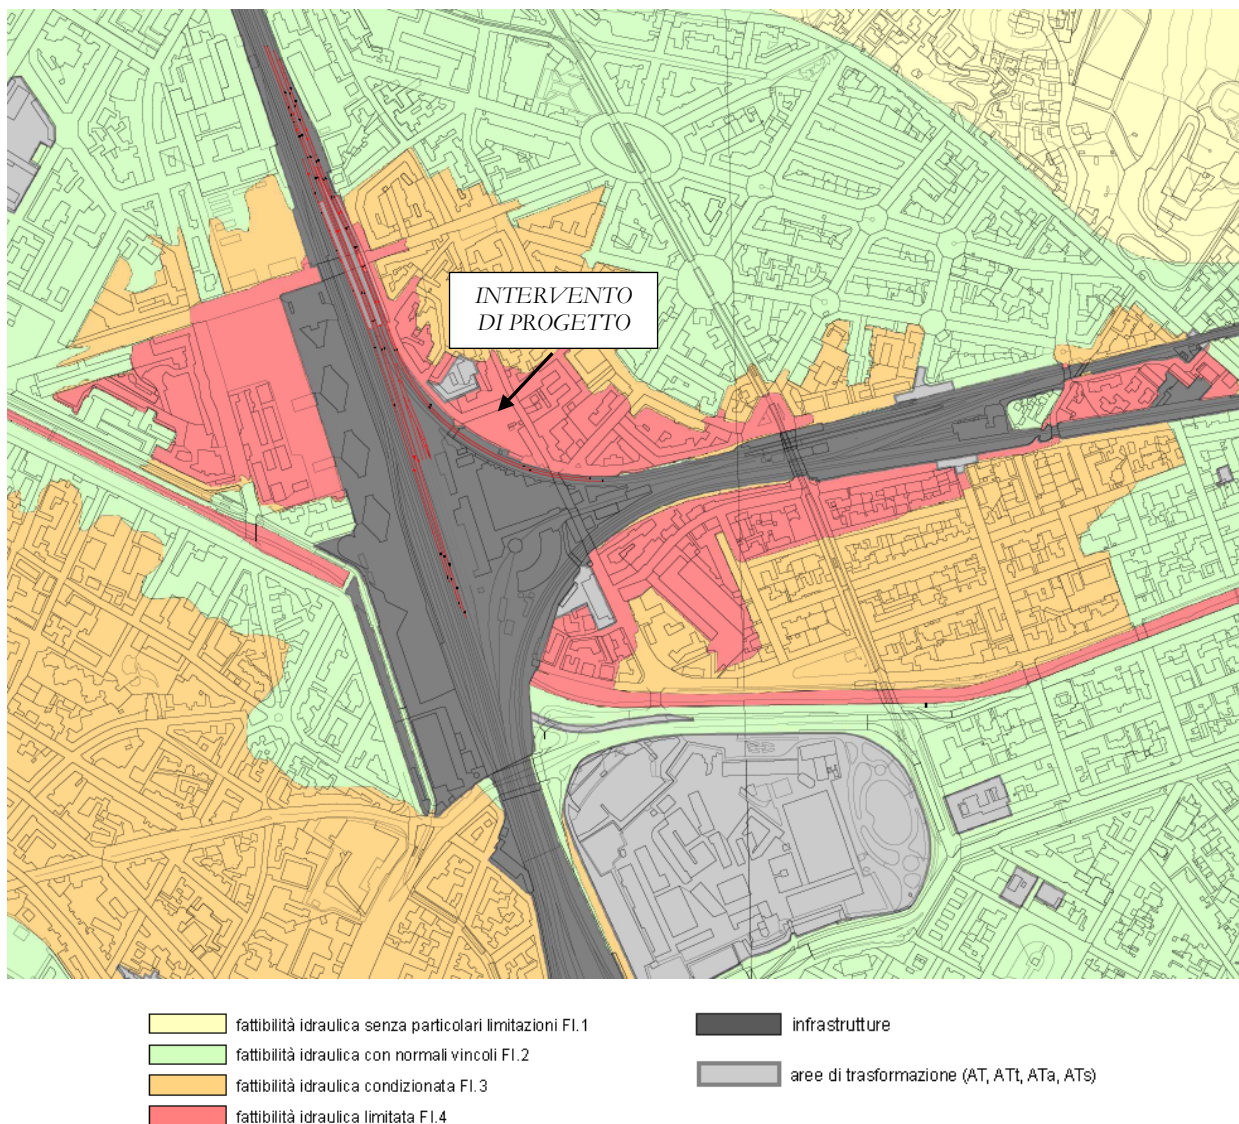 INTERVENTO
DI PROGETTO
fattibilità idraulica senza particolari limitazioni FI.1
fattibilità idraulica con normali vincoli FI.2
fattibilità idraulica condizionata FI.3
fattibilità idraulica limitata FI.4
infrastrutture
aree di trasformazione (AT, ATt, ATa, ATs)